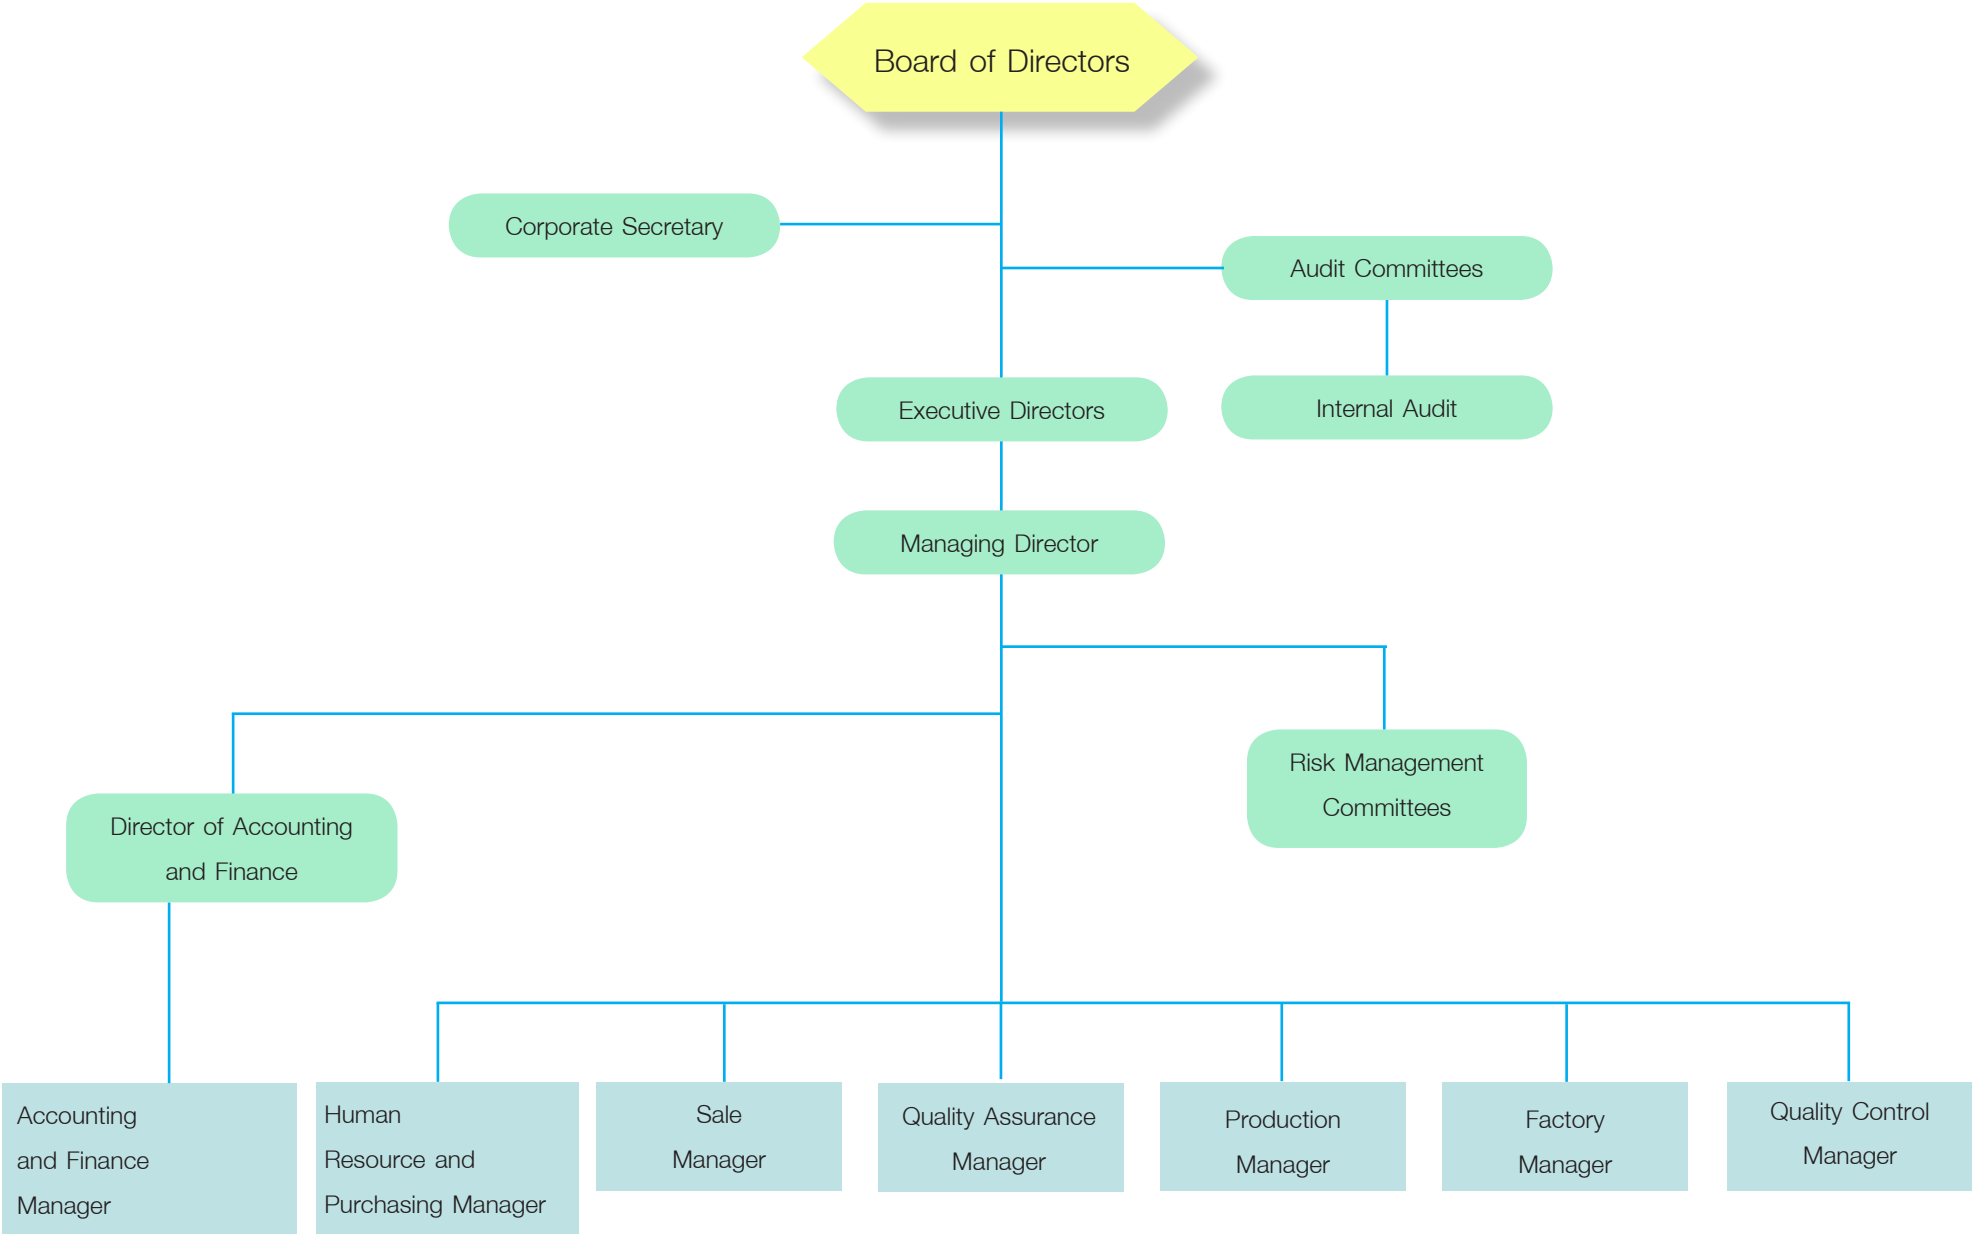 Board of Directors
Corporate Secretary
Audit Committees
Executive Directors
Internal Audit
Managing Director
Risk Management
Committees
Director of Accounting
and Finance
Accounting
and Finance
Manager
Human
Resource and
Purchasing Manager
Sale
Manager
Quality Assurance
Manager
Production
Manager
Factory
Manager
Quality Control
Manager